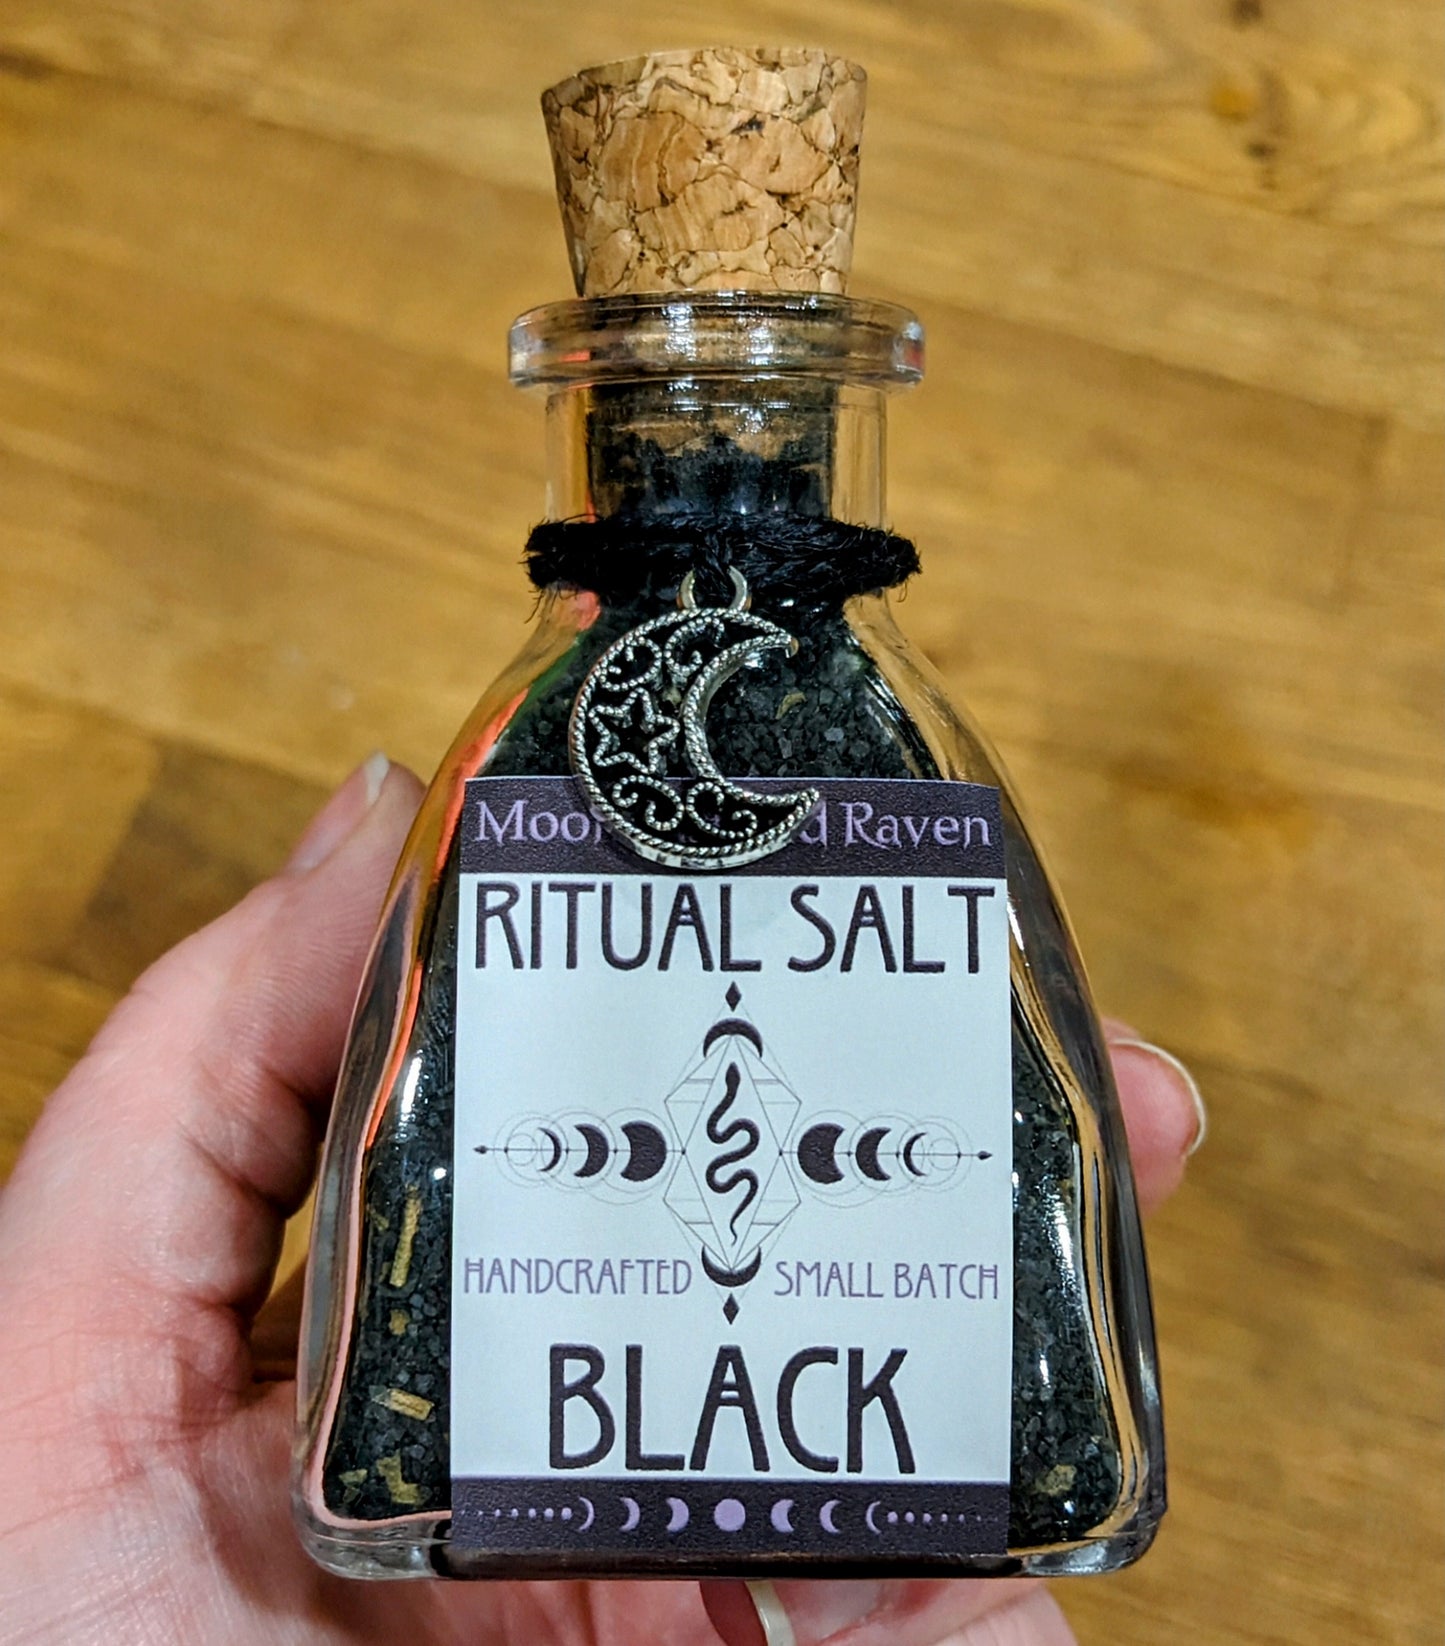 Raven
RITUAL SALT
HANDCRAFTED SMALL BATCH
BLACK